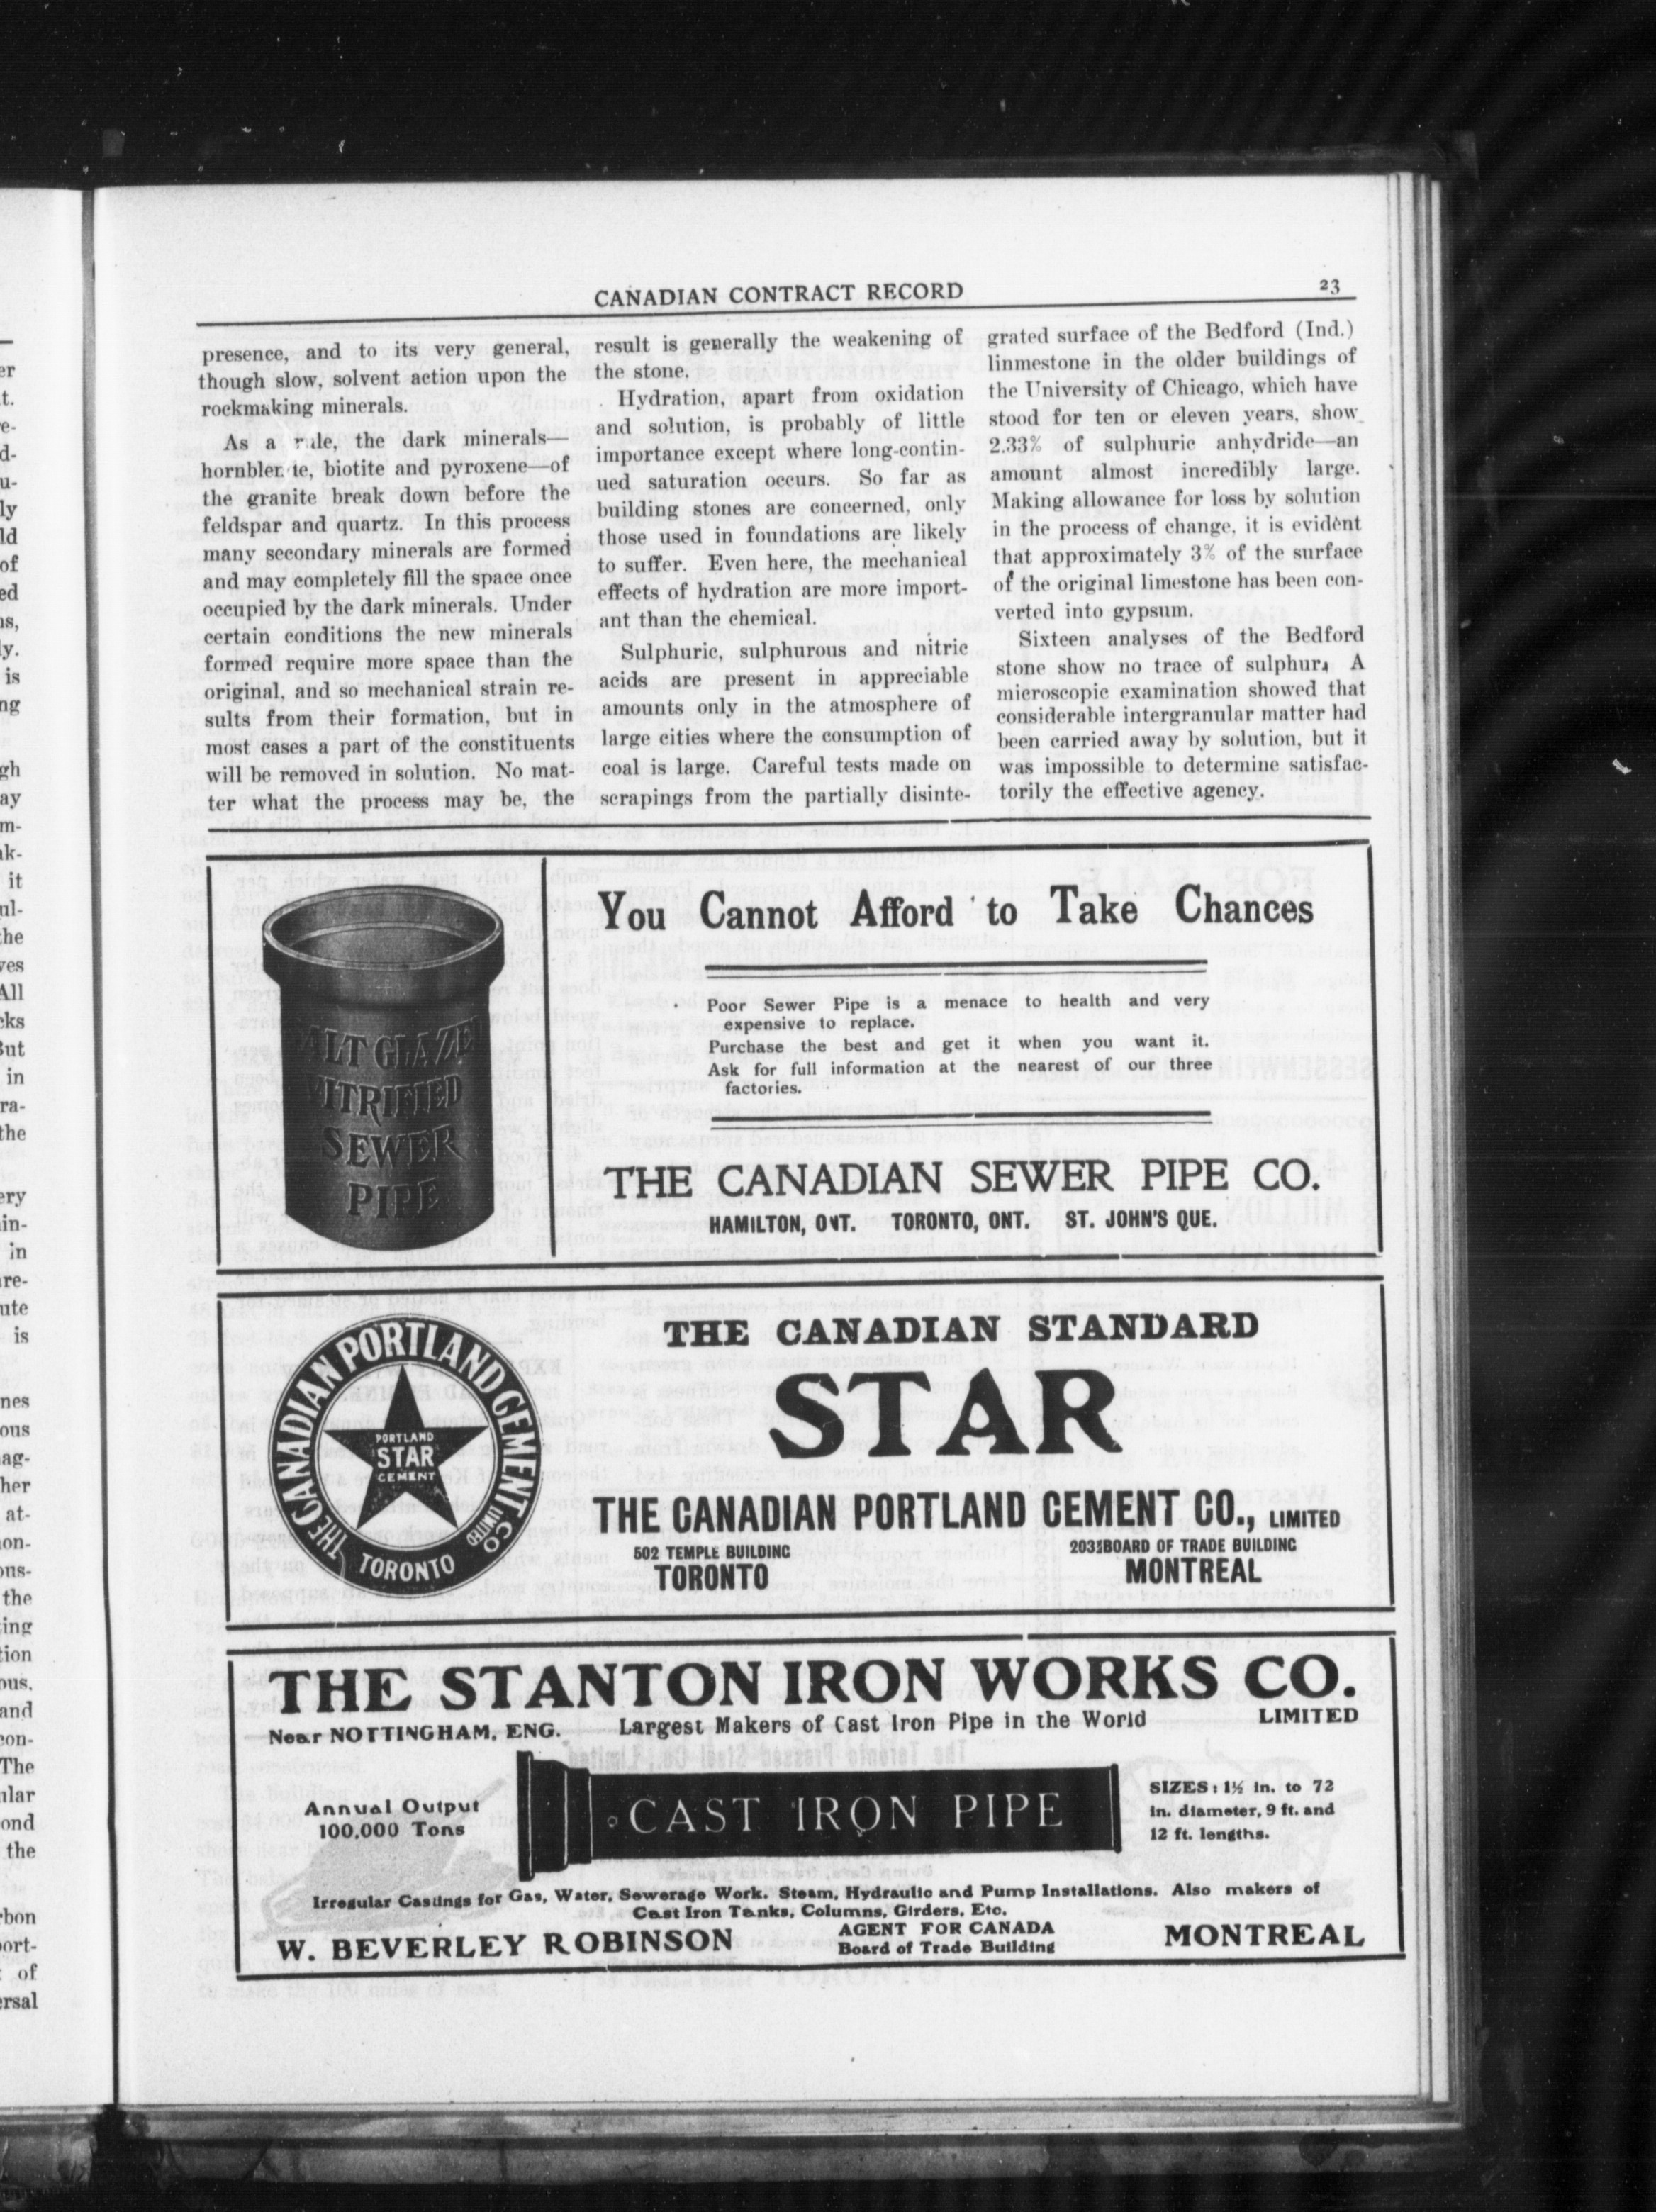 CANADIAN CONTRACT RECORD
23
presence, and to its very general,
though slow, solvent action upon the
rockmaking minerals.
As a rule, the dark minerals—
hornblende, biotite and pyroxene—of
the granite break down before the
feldspar and quartz. In this process
many secondary minerals are formed
and may completely fill the space once
occupied by the dark minerals. Under
certain conditions the new minerals
formed require more space than the
original, and so mechanical strain re-
sults from their formation, but in
most cases a part of the constituents
will be removed in solution. No mat-
ter what the process may be, the
result is generally the weakening of
the stone.
Hydration, apart from oxidation
and solution, is probably of little
importance except where long-contin-
ued saturation occurs. So far as
building stones are concerned, only
those used in foundations are likely
to suffer. Even here, the mechanical
effects of hydration are more import-
ant than the chemical.
Sulphuric, sulphurous and nitric
acids are present in appreciable
amounts only in the atmosphere of
large cities where the consumption of
coal is large. Careful tests made on
scrapings from the partially disinte-
grated surface of the Bedford (Ind.)
linmestone in the older buildings of
the University of Chicago, which have
stood for ten or eleven years, show
2.33% of sulphuric anhydride—an
amount almost incredibly large.
Making allowance for loss by solution
in the process of change, it is evident
that approximately 3% of the surface
of the original limestone has been con-
verted into gypsum.
Sixteen analyses of the Bedford
stone show no trace of sulphur. A
microscopic examination showed that
considerable intergranular matter had
been carried away by solution, but it
was impossible to determine satisfac-
torily the effective agency.
SALT GLAZED
VITRIFIED
SEWER
PIPE
You Cannot Afford to Take Chances
Poor Sewer Pipe is a menace to health and very
expensive to replace.
Purchase the best and get it when you want it.
Ask for full information at the nearest of our three
factories.
THE CANADIAN SEWER PIPE CO.
HAMILTON, ONT. TORONTO, ONT. ST. JOHN'S QUE.
THE CANADIAN PORTLAND CEMENT CO LIMITED
TORONTO
PORTLAND
STAR
CEMENT
THE CANADIAN STANDARD
STAR
THE CANADIAN PORTLAND CEMENT CO., LIMITED
502 TEMPLE BUILDING
TORONTO
BOARD OF TRADE BUILDING
MONTREAL
THE STANTON IRON WORKS CO.
LIMITED
Near NOTTINGHAM, ENG. Largest Makers of Cast Iron Pipe in the World
Annual Output
100,000 Tons
CAST IRON PIPE
SIZES: 1½ in. to 72
in. diameter, 9 ft. and
12 ft. lengths.
Irregular Castings for Gas, Water, Sewerage Work. Steam, Hydraulic and Pump Installations. Also makers of
Cast Iron Tanks, Columns, Girders, Etc.
W. BEVERLEY ROBINSON
AGENT FOR CANADA
Board of Trade Building
MONTREAL